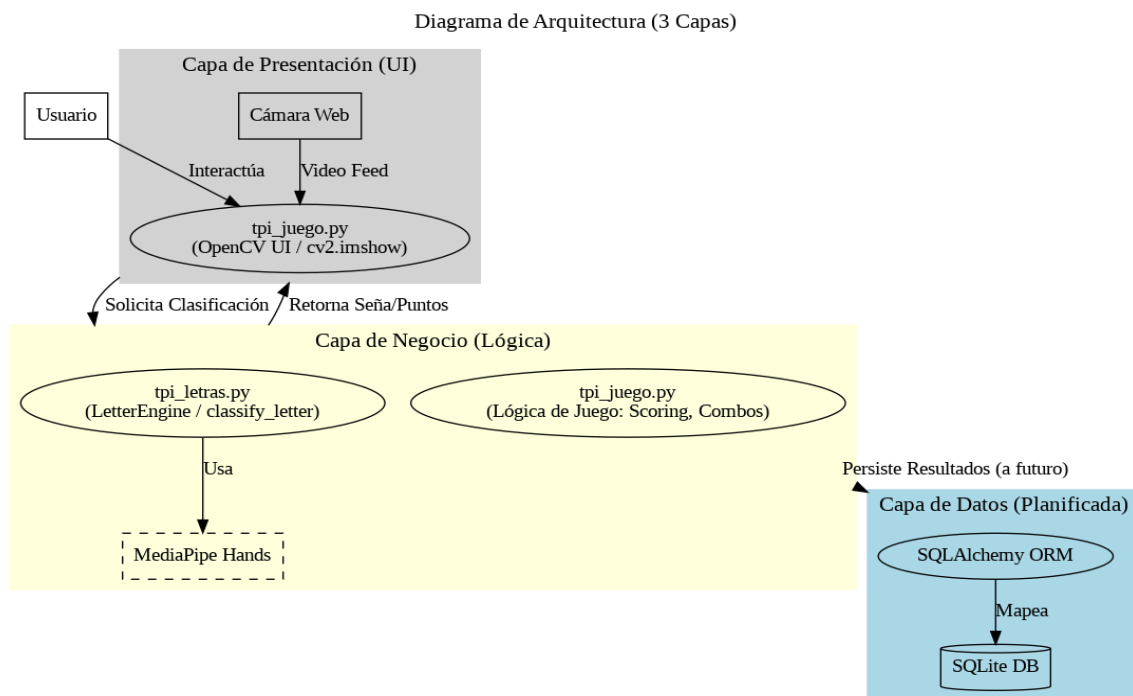 Diagrama de Arquitectura (3 Capas)
Capa de Presentación (UI)
Usuario
Cámara Web
Interactúa
Video Feed
tpi_juego.py
(OpenCV UI / cv2.imshow)
Solicita Clasificación
Retorna Seña/Puntos
Capa de Negocio (Lógica)
tpi_letras.py
(LetterEngine / classify_letter)
tpi_juego.py
(Lógica de Juego: Scoring, Combos)
Usa
MediaPipe Hands
Persiste Resultados (a futuro)
Capa de Datos (Planificada)
SQLAlchemy ORM
Mapea
SQLite DB